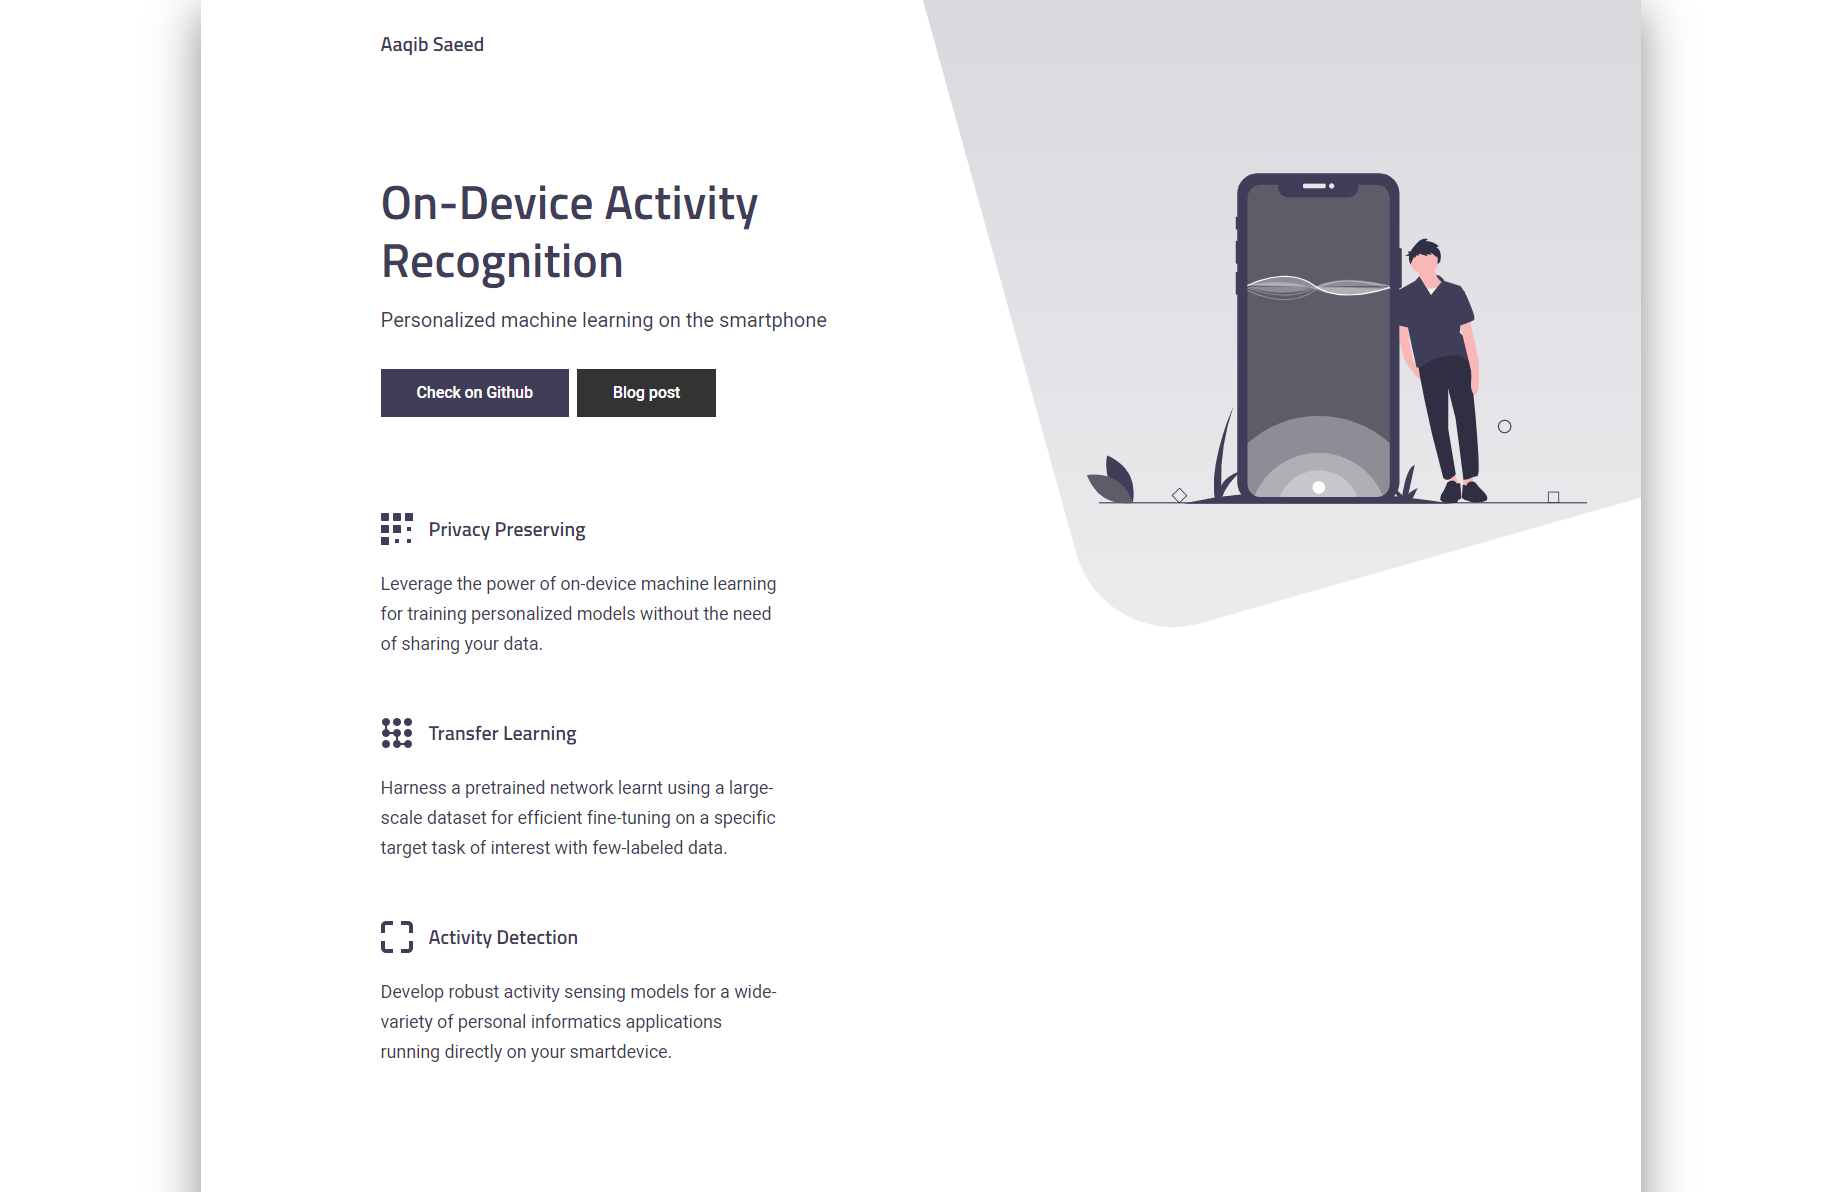 Aaqib Saeed
On-Device Activity
Recognition
Personalized machine learning on the smartphone
Check on Github
Blog post
Privacy Preserving
Leverage the power of on-device machine learning
for training personalized models without the need
of sharing your data.
Transfer Learning
Harness a pretrained network learnt using a large-
scale dataset for efficient fine-tuning on a specific
target task of interest with few-labeled data.
Activity Detection
Develop robust activity sensing models for a wide-
variety of personal informatics applications
running directly on your smartdevice.